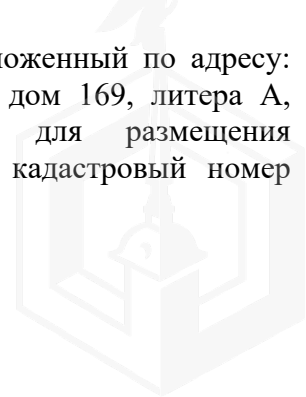 ложенный по адресу:
дом 169, литера А,
для размещения
кадастровый номер